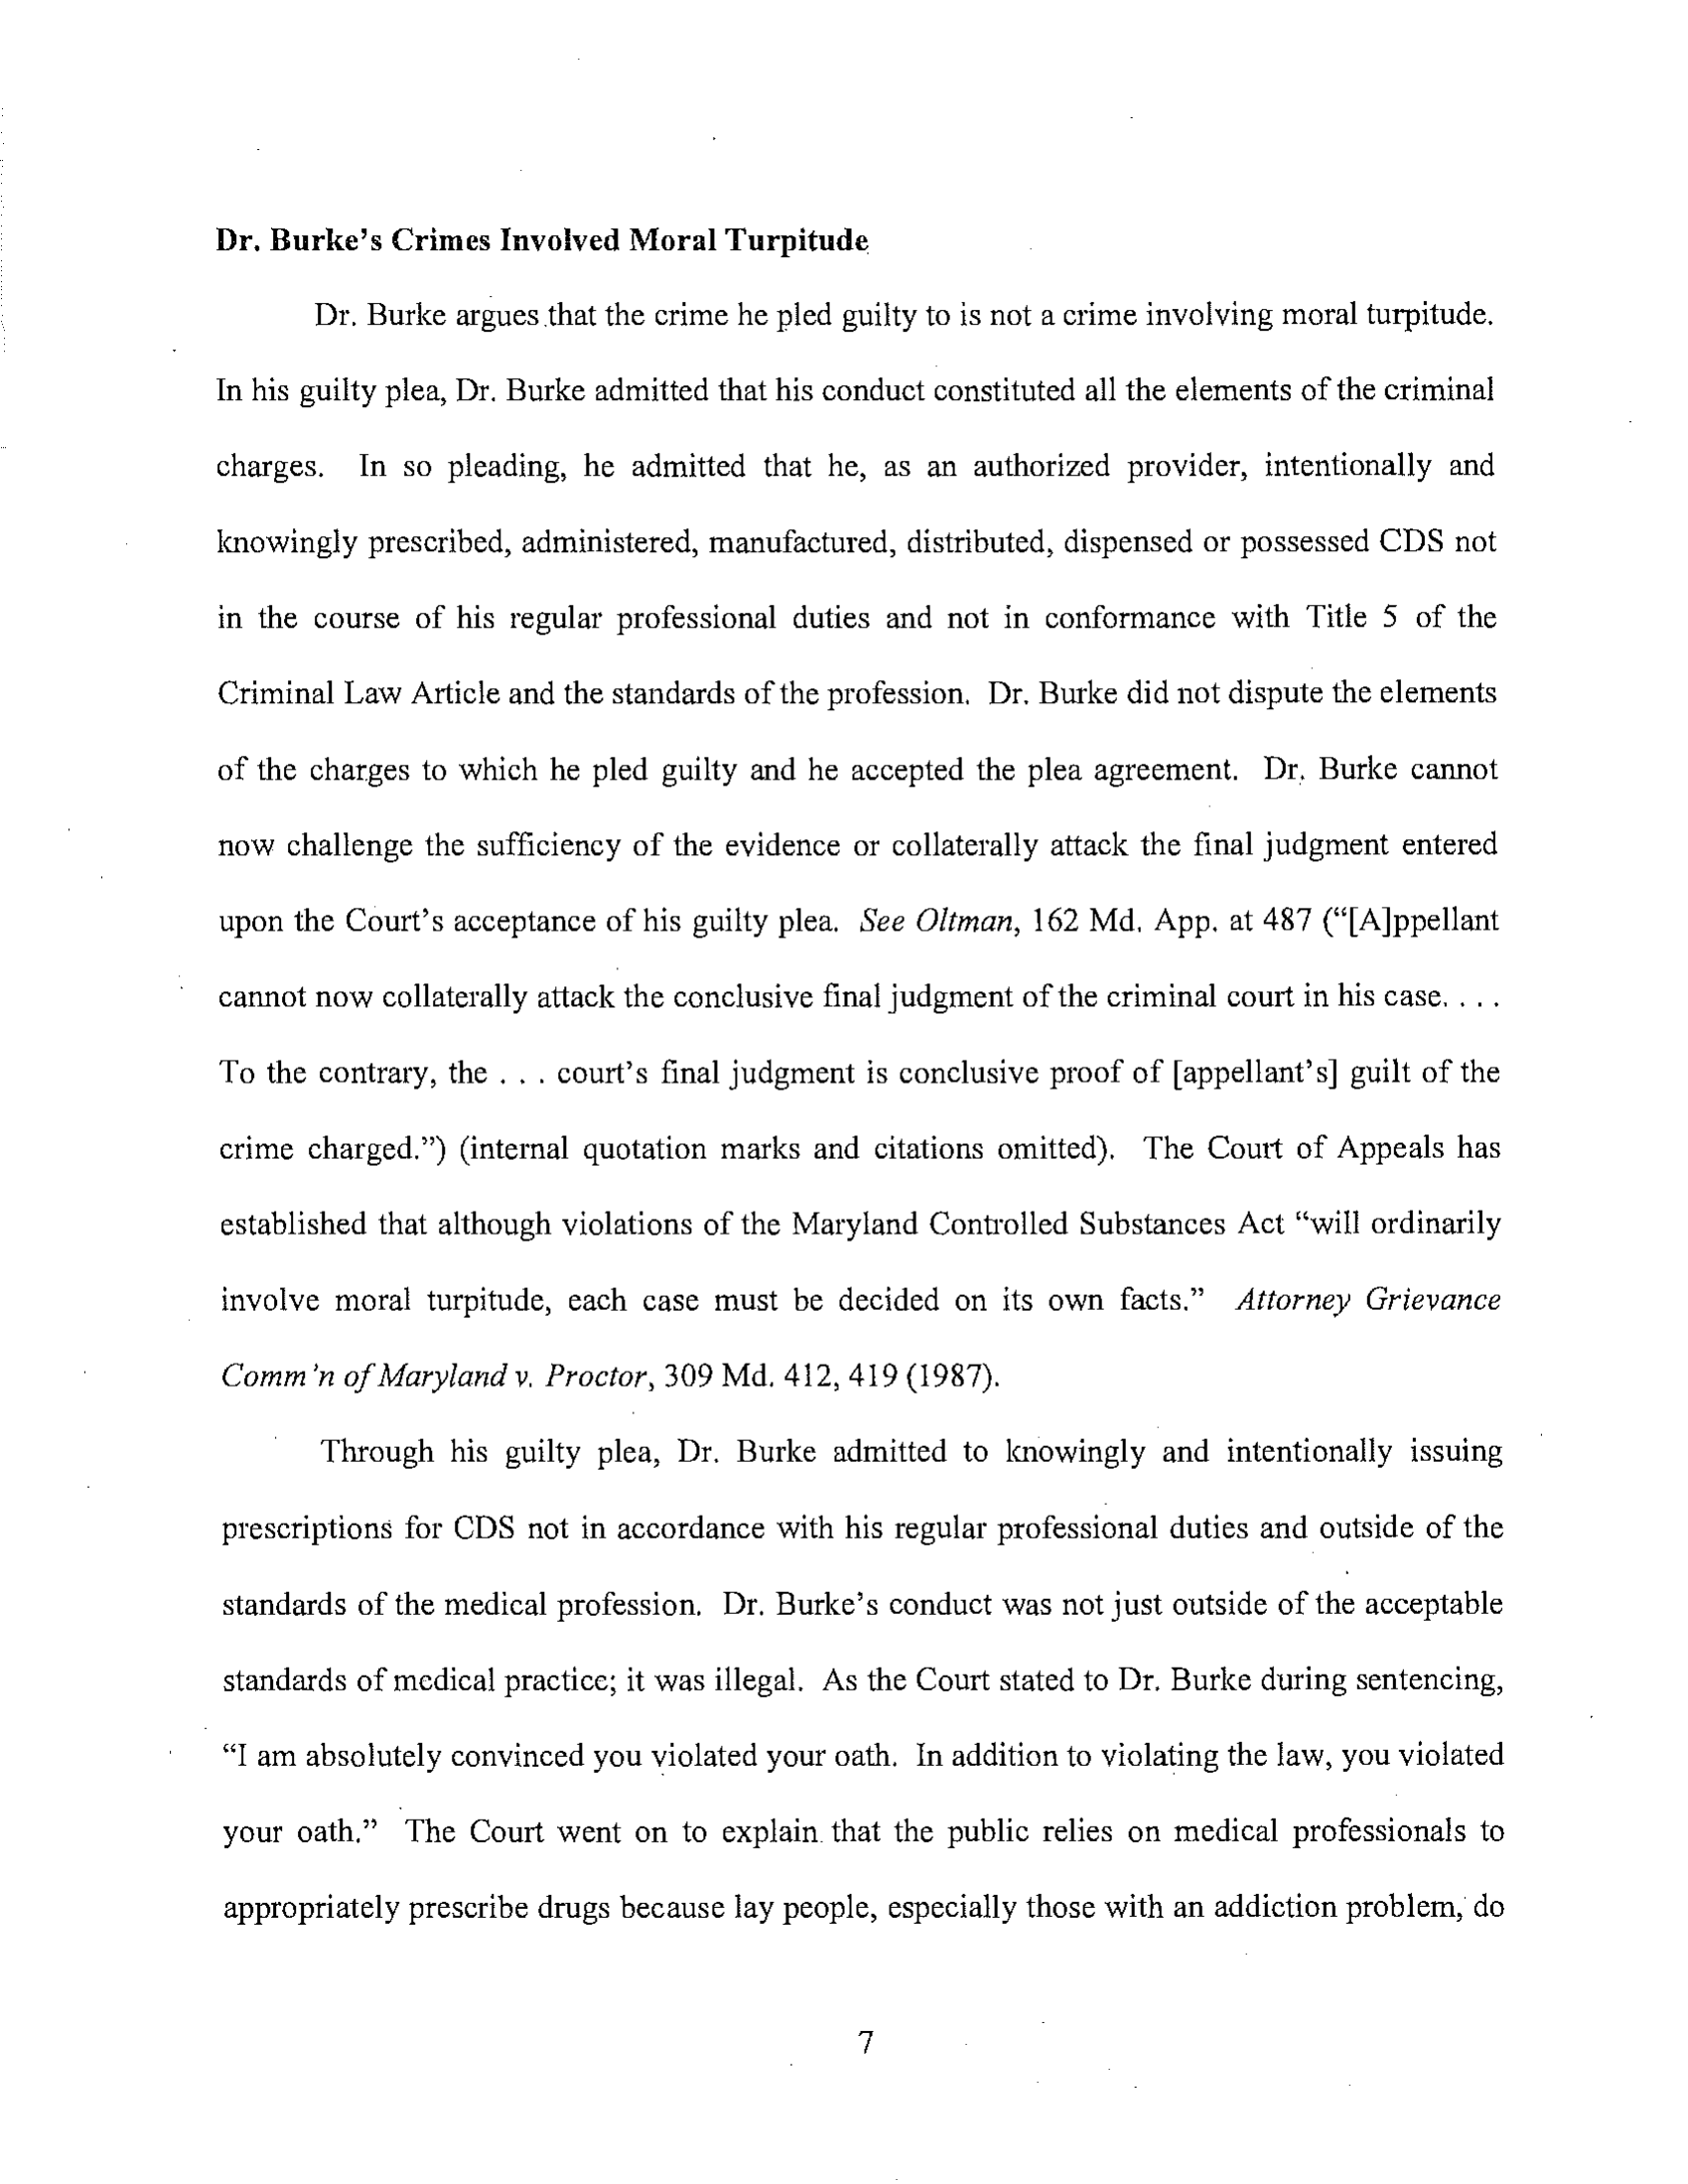 Dr. Burke's Crimes Involved Moral Turpitude
Dr. Burke argues that the crime he pled guilty to is not a crime involving moral turpitude.
In his guilty plea, Dr. Burke admitted that his conduct constituted all the elements of the criminal
charges. In so pleading, he admitted that he, as an authorized provider, intentionally and
knowingly prescribed, administered, manufactured, distributed, dispensed or possessed CDS not
in the course of his regular professional duties and not in conformance with Title 5 of the
Criminal Law Article and the standards of the profession. Dr. Burke did not dispute the elements
of the charges to which he pled guilty and he accepted the plea agreement. Dr. Burke cannot
now challenge the sufficiency of the evidence or collaterally attack the final judgment entered
upon the Court's acceptance of his guilty plea. See Oltman, 162 Md. App. at 487 (“[A]ppellant
cannot now collaterally attack the conclusive final judgment of the criminal court in his case. . . .
To the contrary, the . . . court's final judgment is conclusive proof of [appellant's] guilt of the
crime charged.”) (internal quotation marks and citations omitted). The Court of Appeals has
established that although violations of the Maryland Controlled Substances Act “will ordinarily
involve moral turpitude, each case must be decided on its own facts.” Attorney Grievance
Comm'n of Maryland v. Proctor, 309 Md. 412, 419 (1987).
Through his guilty plea, Dr. Burke admitted to knowingly and intentionally issuing
prescriptions for CDS not in accordance with his regular professional duties and outside of the
standards of the medical profession. Dr. Burke's conduct was not just outside of the acceptable
standards of medical practice; it was illegal. As the Court stated to Dr. Burke during sentencing,
“I am absolutely convinced you violated your oath. In addition to violating the law, you violated
your oath.” The Court went on to explain that the public relies on medical professionals to
appropriately prescribe drugs because lay people, especially those with an addiction problem, do
7